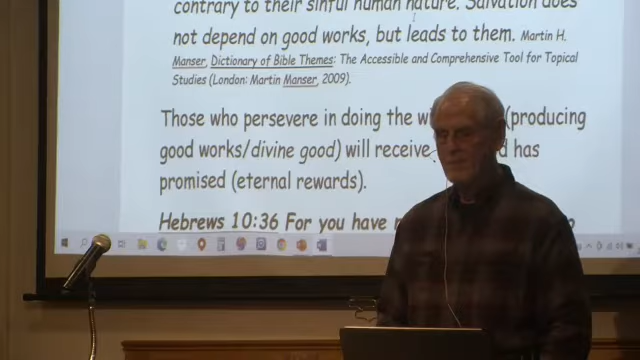 contrary to their sinful human nature. Salvation does
not depend on good works, but leads to them. Martin H.
Manser, Dictionary of Bible Themes: The Accessible and Comprehensive Tool for Topical
Studies (London: Martin Manser, 2009).
Those who persevere in doing the (producing
good works/divine good) will receive has
promised (eternal rewards).
Hebrews 10:36 For you have